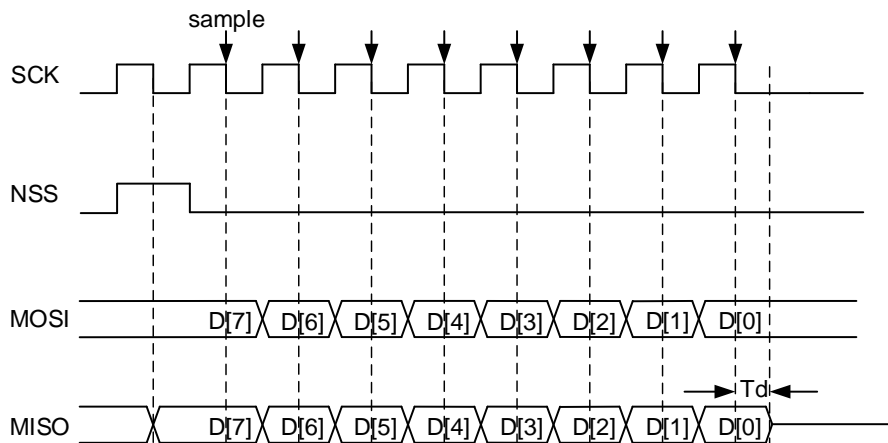 sample
SCK
NSS
MOSI D[7] D[6] D[5] D[4] D[3] D[2] D[1] D[0]
Td
MISO D[7] D[6] D[5] D[4] D[3] D[2] D[1] D[0]